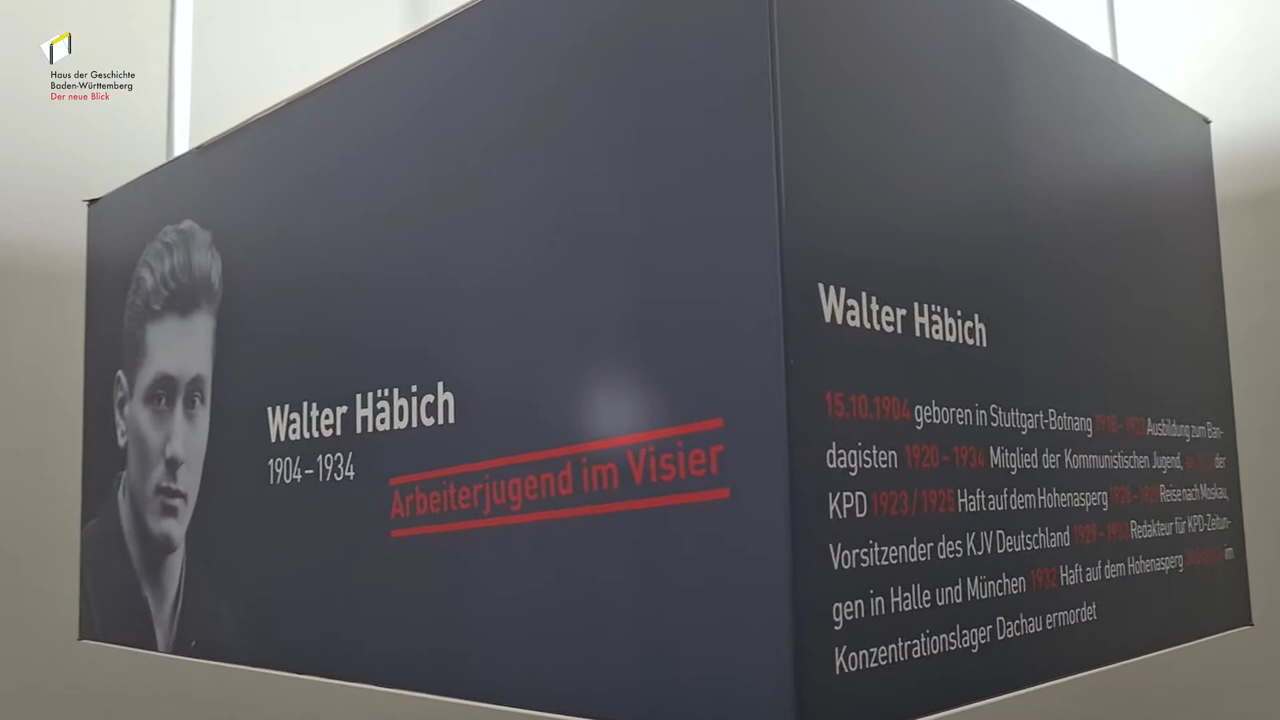 Haus der Geschichte
Baden-Württemberg
Der neue Blick
Walter Häbich
1904–1934
Arbeiterjugend im Visier
Walter Häbich
15.10.1904 geboren in Stuttgart-Botnang Ausbildung zum Ban-
dagisten 1920–1934 Mitglied der Kommunistischen Jugend, der
KPD 1923/1925 Haft auf dem Hohenasperg Reise nach Moskau,
Vorsitzender des KJV Deutschland Redakteur für KPD-Zeitun-
gen in Halle und München 1932 Haft auf dem Hohenasperg im
Konzentrationslager Dachau ermordet